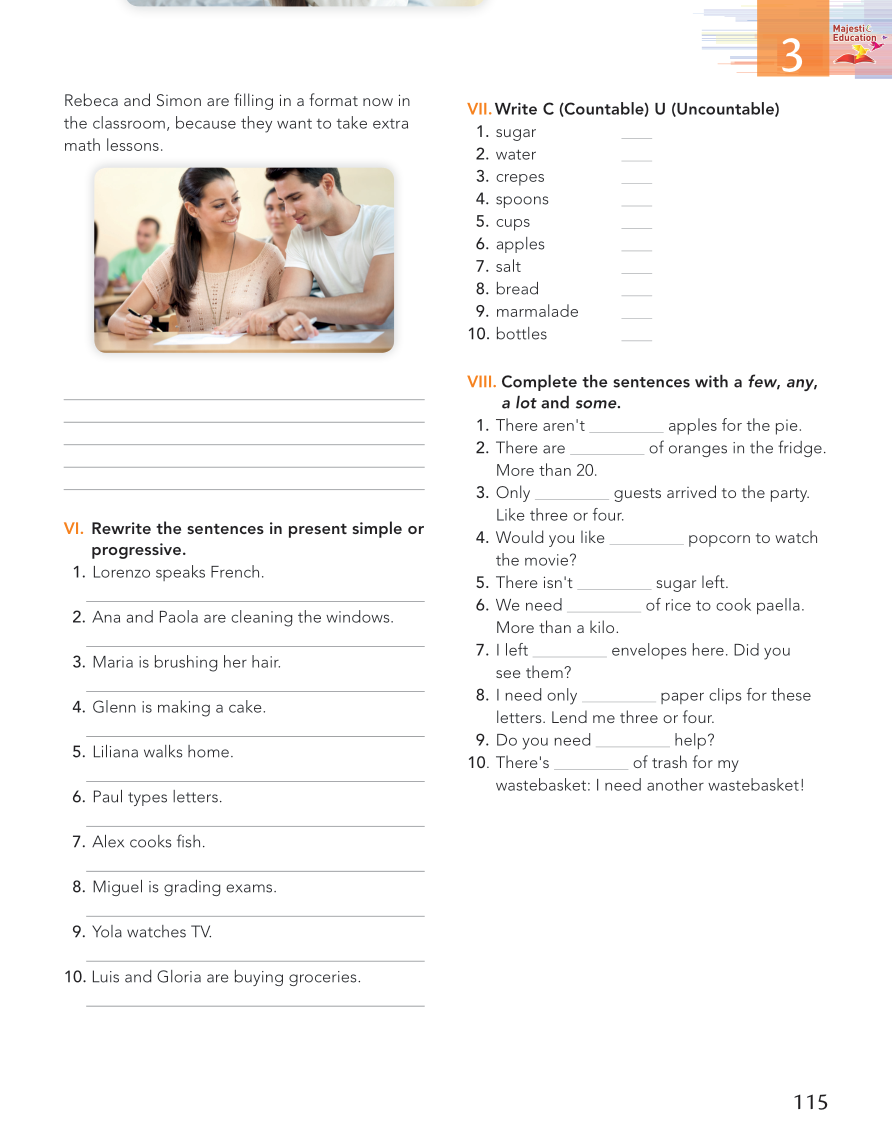 3
Majestic
Education
Rebeca and Simon are filling in a format now in
the classroom, because they want to take extra
math lessons.
VI. Rewrite the sentences in present simple or
progressive.
1. Lorenzo speaks French.
2. Ana and Paola are cleaning the windows.
3. Maria is brushing her hair.
4. Glenn is making a cake.
5. Liliana walks home.
6. Paul types letters.
7. Alex cooks fish.
8. Miguel is grading exams.
9. Yola watches TV.
10. Luis and Gloria are buying groceries.
VII. Write C (Countable) U (Uncountable)
1. sugar ____
2. water ____
3. crepes ____
4. spoons ____
5. cups ____
6. apples ____
7. salt ____
8. bread ____
9. marmalade ____
10. bottles ____
VIII. Complete the sentences with a few, any,
a lot and some.
1. There aren't _________ apples for the pie.
2. There are _________ of oranges in the fridge.
More than 20.
3. Only _________ guests arrived to the party.
Like three or four.
4. Would you like _________ popcorn to watch
the movie?
5. There isn't _________ sugar left.
6. We need _________ of rice to cook paella.
More than a kilo.
7. I left _________ envelopes here. Did you
see them?
8. I need only _________ paper clips for these
letters. Lend me three or four.
9. Do you need _________ help?
10. There's _________ of trash for my
wastebasket: I need another wastebasket!
115